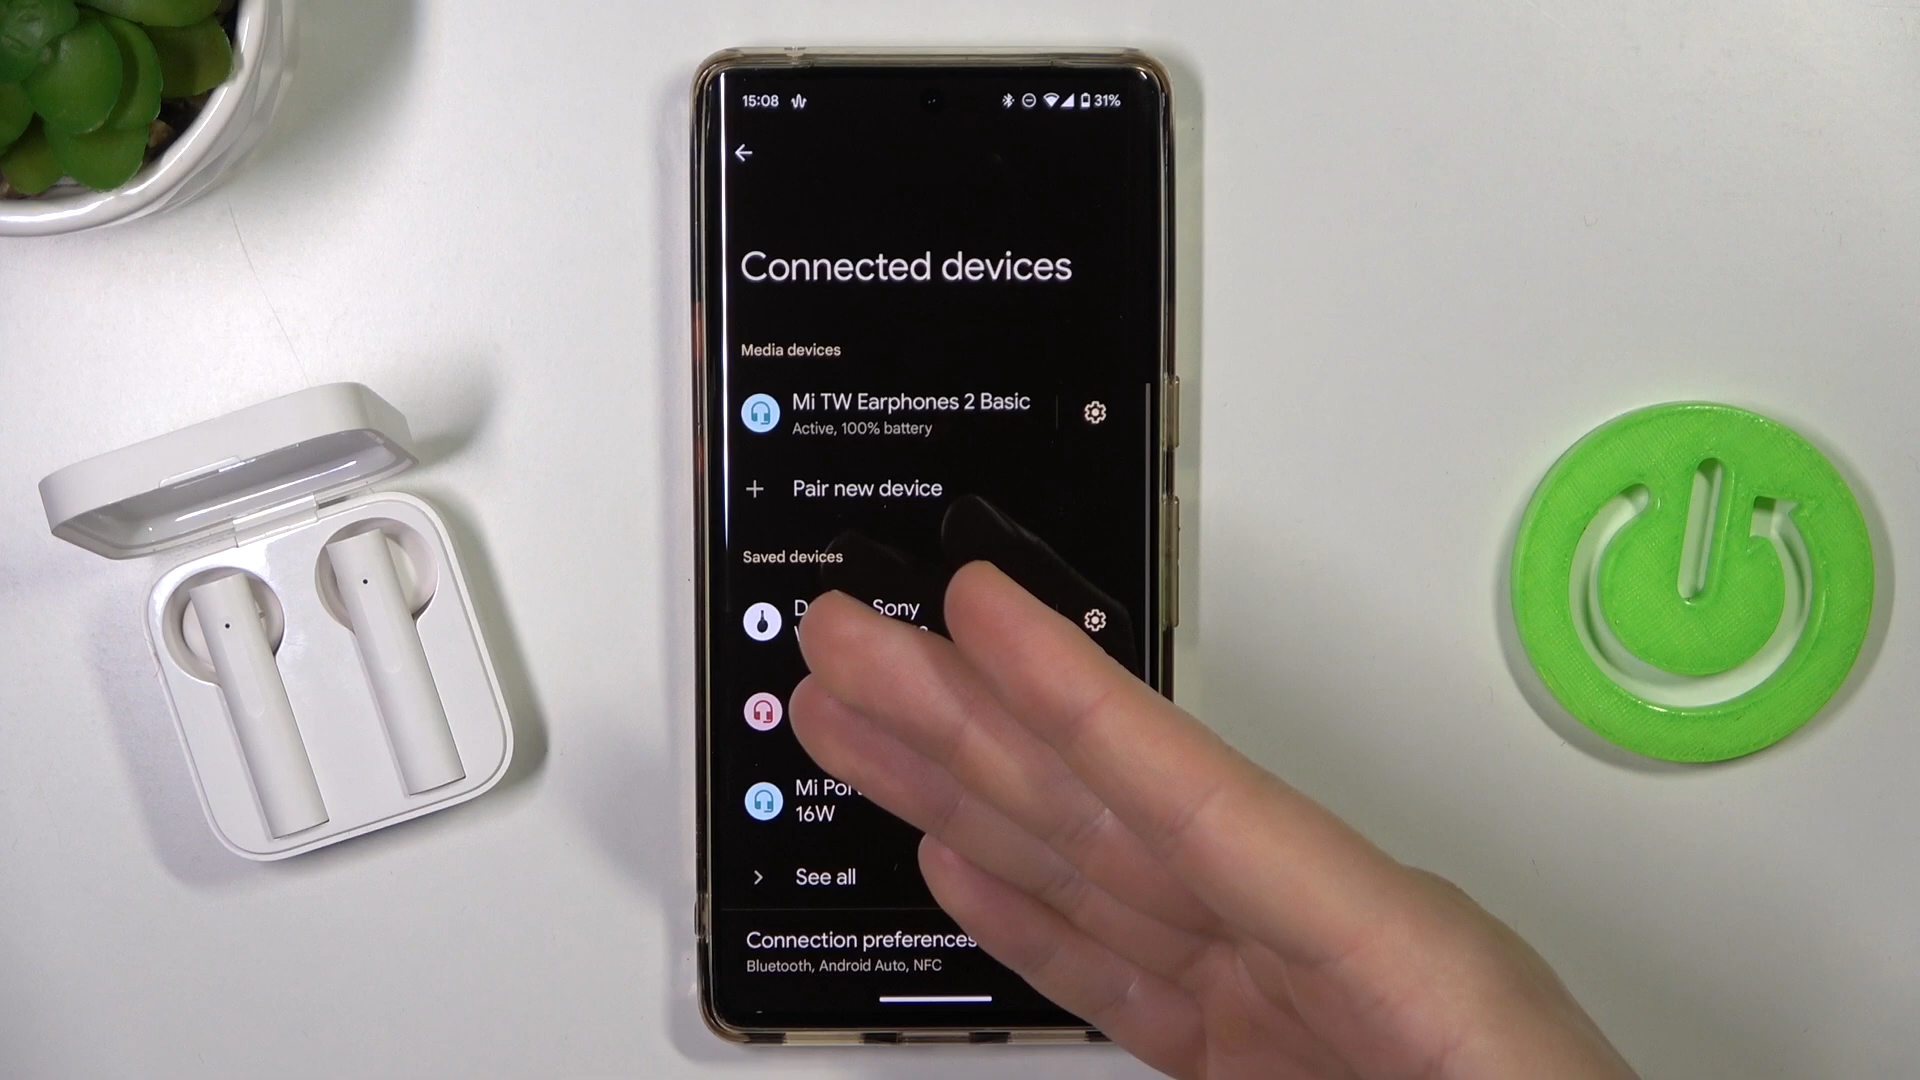 15:08 31%
Connected devices
Media devices
Mi TW Earphones 2 Basic
Active, 100% battery
Pair new device
Saved devices
Sony
Mi
16W
See all
Connection preferences
Bluetooth, Android Auto, NFC